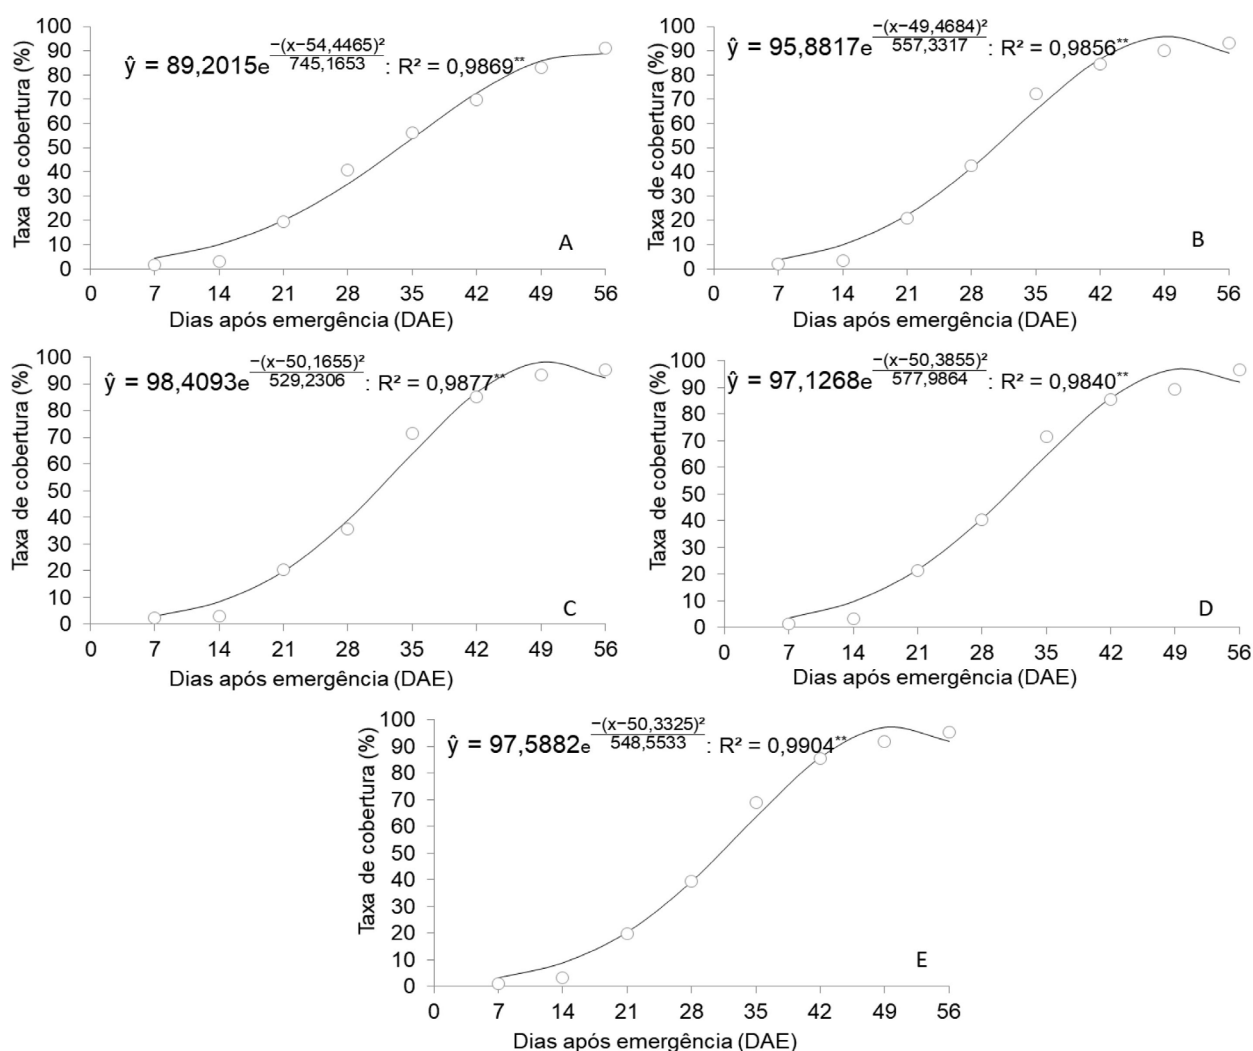 Taxa de cobertura (%)
100
90
80
70
60
50
40
30
20
10
0
ŷ = 89,2015e −(x−54,4465)² / 745,1653 : R² = 0,9869**
A
0 7 14 21 28 35 42 49 56
Dias após emergência (DAE)
Taxa de cobertura (%)
100
90
80
70
60
50
40
30
20
10
0
ŷ = 95,8817e −(x−49,4684)² / 557,3317 : R² = 0,9856**
B
0 7 14 21 28 35 42 49 56
Dias após emergência (DAE)
Taxa de cobertura (%)
100
90
80
70
60
50
40
30
20
10
0
ŷ = 98,4093e −(x−50,1655)² / 529,2306 : R² = 0,9877**
C
0 7 14 21 28 35 42 49 56
Dias após emergência (DAE)
Taxa de cobertura (%)
100
90
80
70
60
50
40
30
20
10
0
ŷ = 97,1268e −(x−50,3855)² / 577,9864 : R² = 0,9840**
D
0 7 14 21 28 35 42 49 56
Dias após emergência (DAE)
Taxa de cobertura (%)
100
90
80
70
60
50
40
30
20
10
0
ŷ = 97,5882e −(x−50,3325)² / 548,5533 : R² = 0,9904**
E
0 7 14 21 28 35 42 49 56
Dias após emergência (DAE)